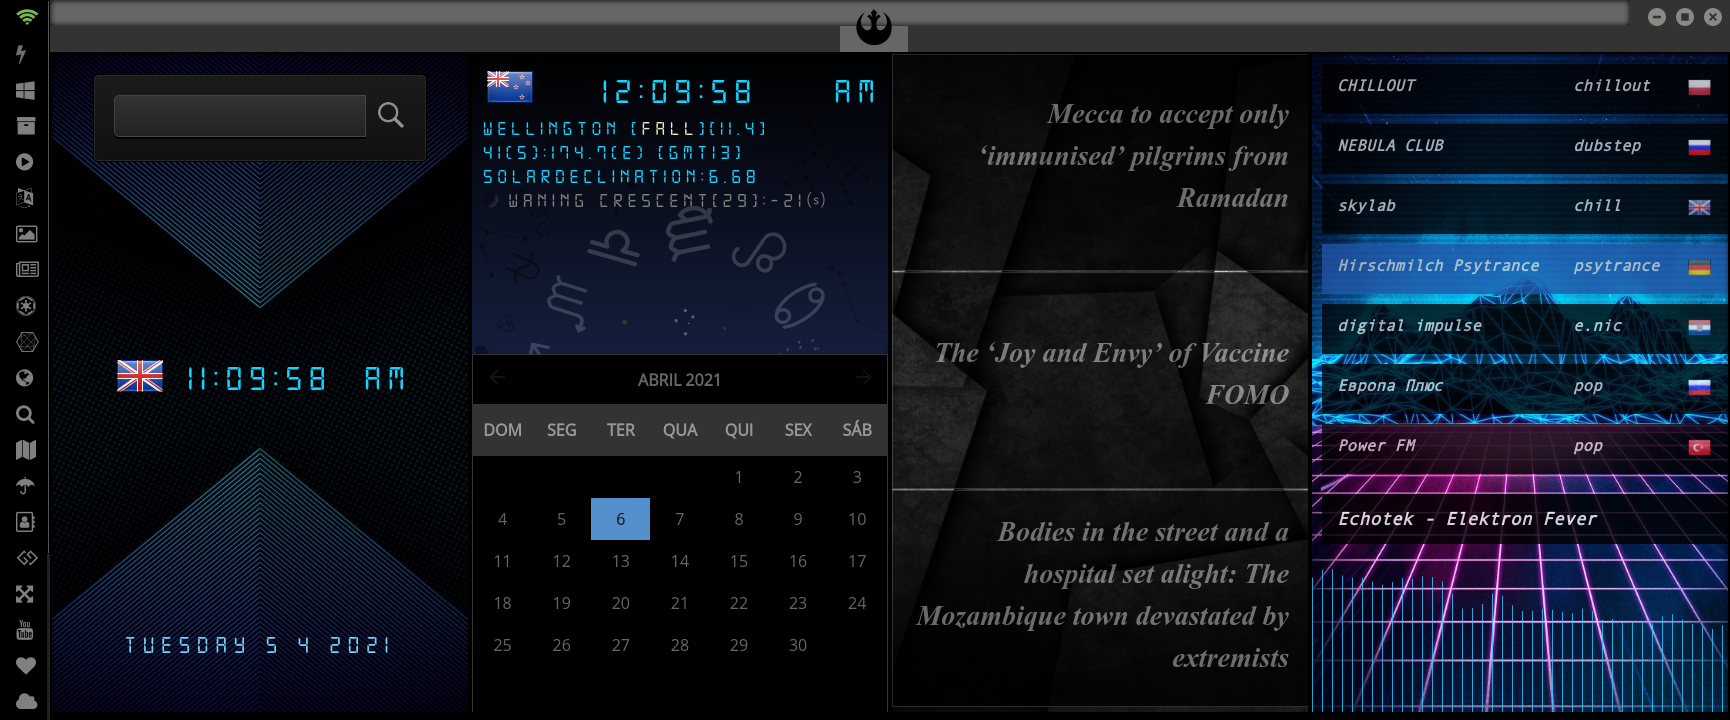 11:09:58 AM
TUESDAY 5 4 2021
12:09:58 AM
WELLINGTON [FALL][11.4]
41(S):174.7(E) [GMT13]
SOLARDECLINATION:6.68
WANING CRESCENT[29]:-21(s)
ABRIL 2021
DOM SEG TER QUA QUI SEX SÁB
1 2 3
4 5 6 7 8 9 10
11 12 13 14 15 16 17
18 19 20 21 22 23 24
25 26 27 28 29 30
Mecca to accept only
‘immunised’ pilgrims from
Ramadan
The ‘Joy and Envy’ of Vaccine
FOMO
Bodies in the street and a
hospital set alight: The
Mozambique town devastated by
extremists
CHILLOUT chillout
NEBULA CLUB dubstep
skylab chill
Hirschmilch Psytrance psytrance
digital impulse e.nic
Европа Плюс pop
Power FM pop
Echotek - Elektron Fever
You
Tube